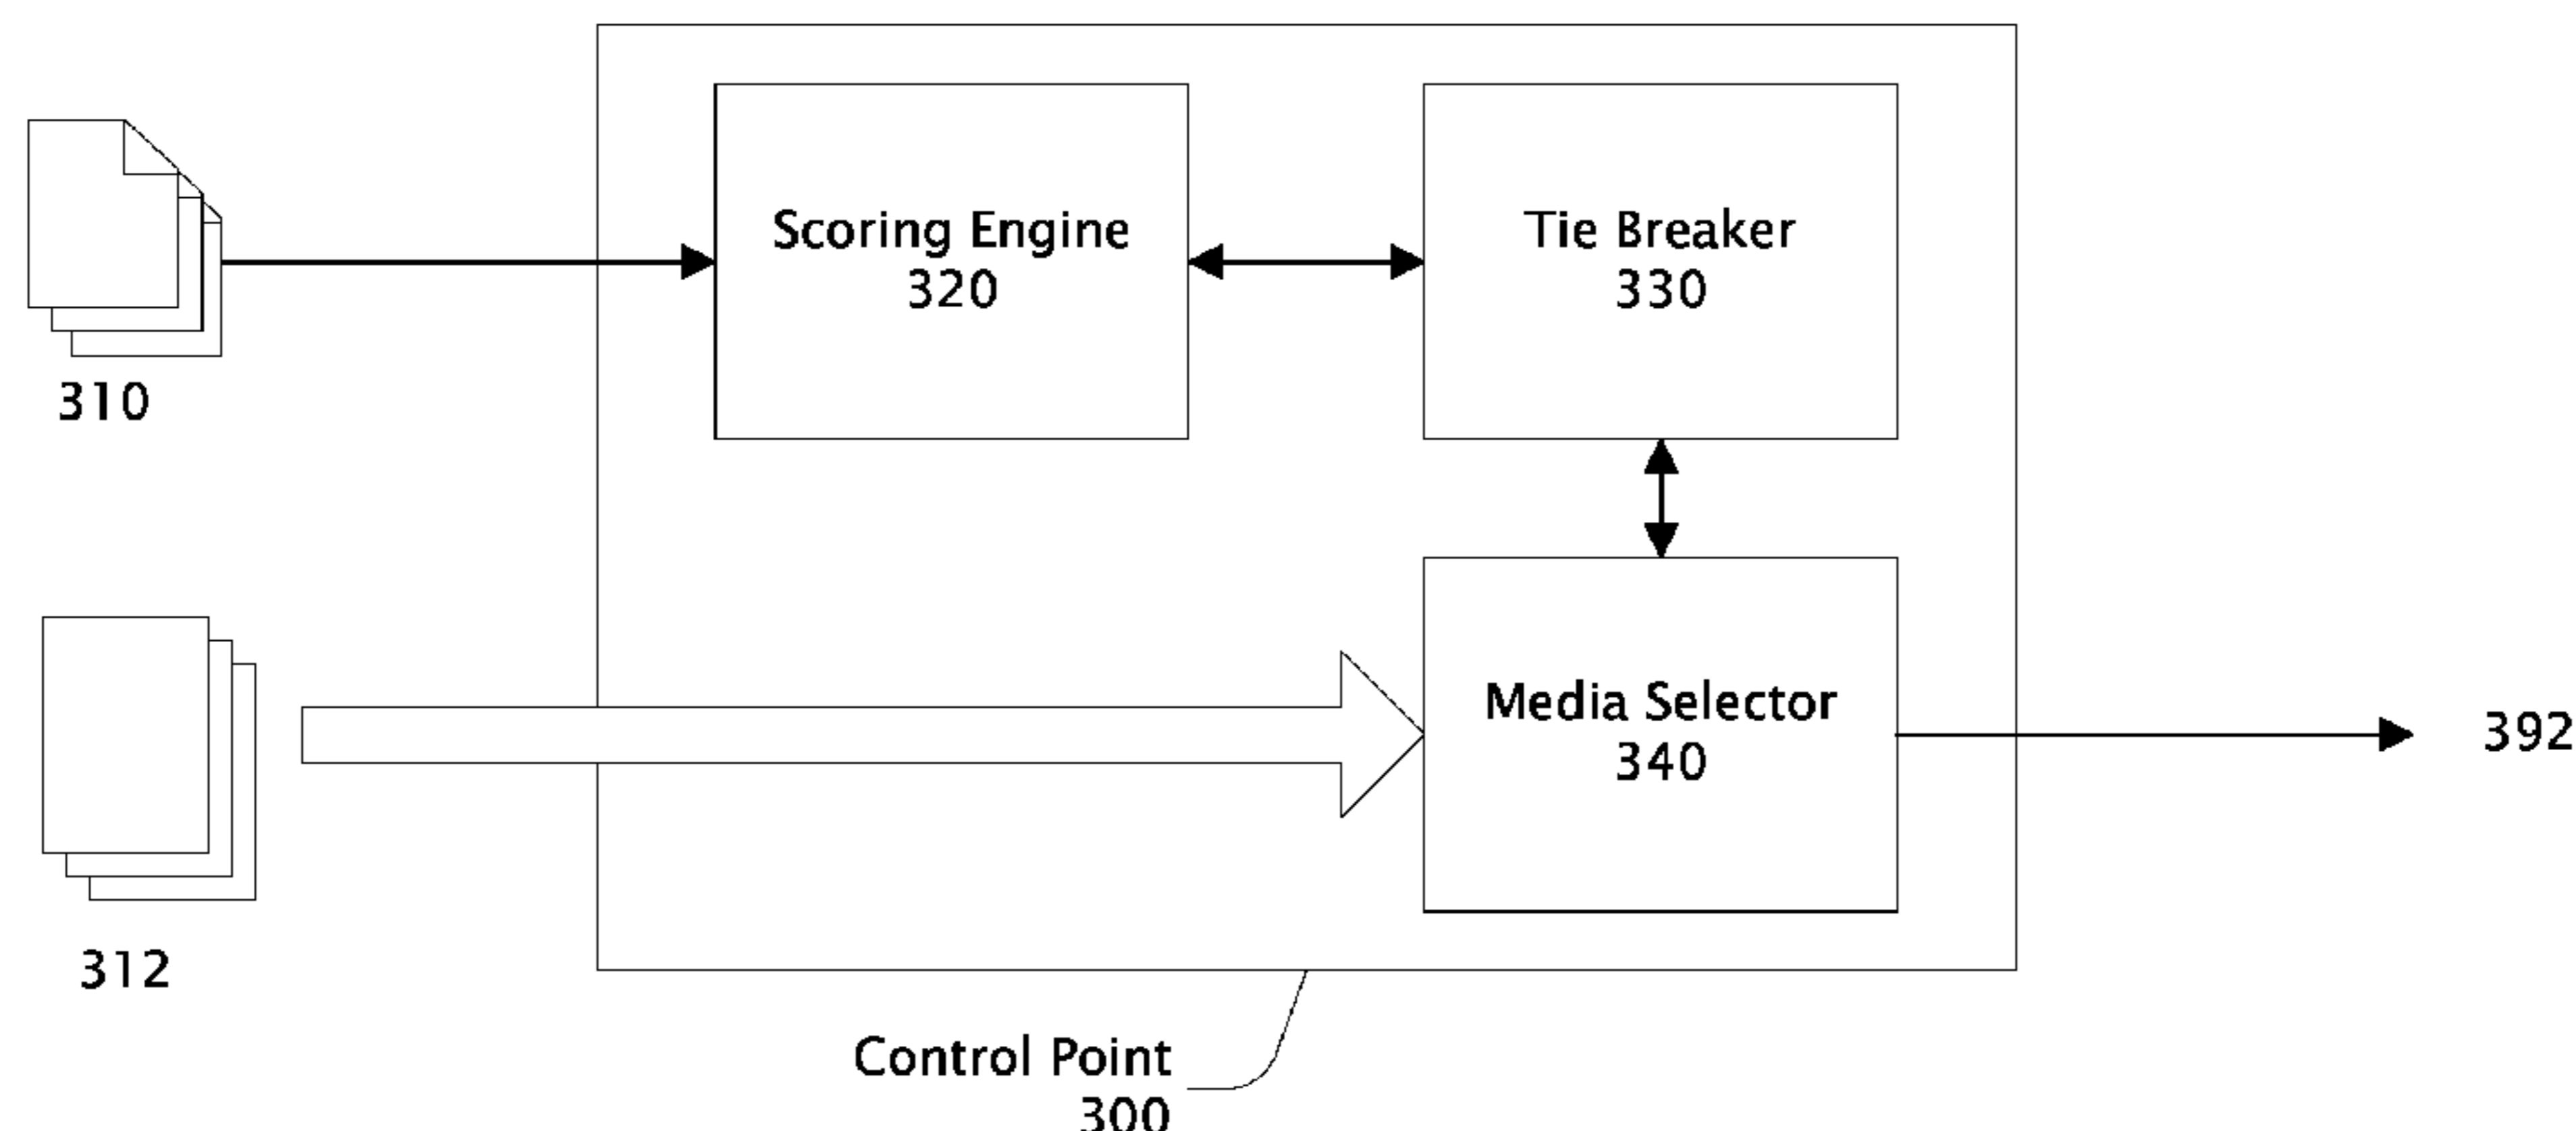 Scoring Engine
320
Tie Breaker
330
310
Media Selector
340
392
312
Control Point
300